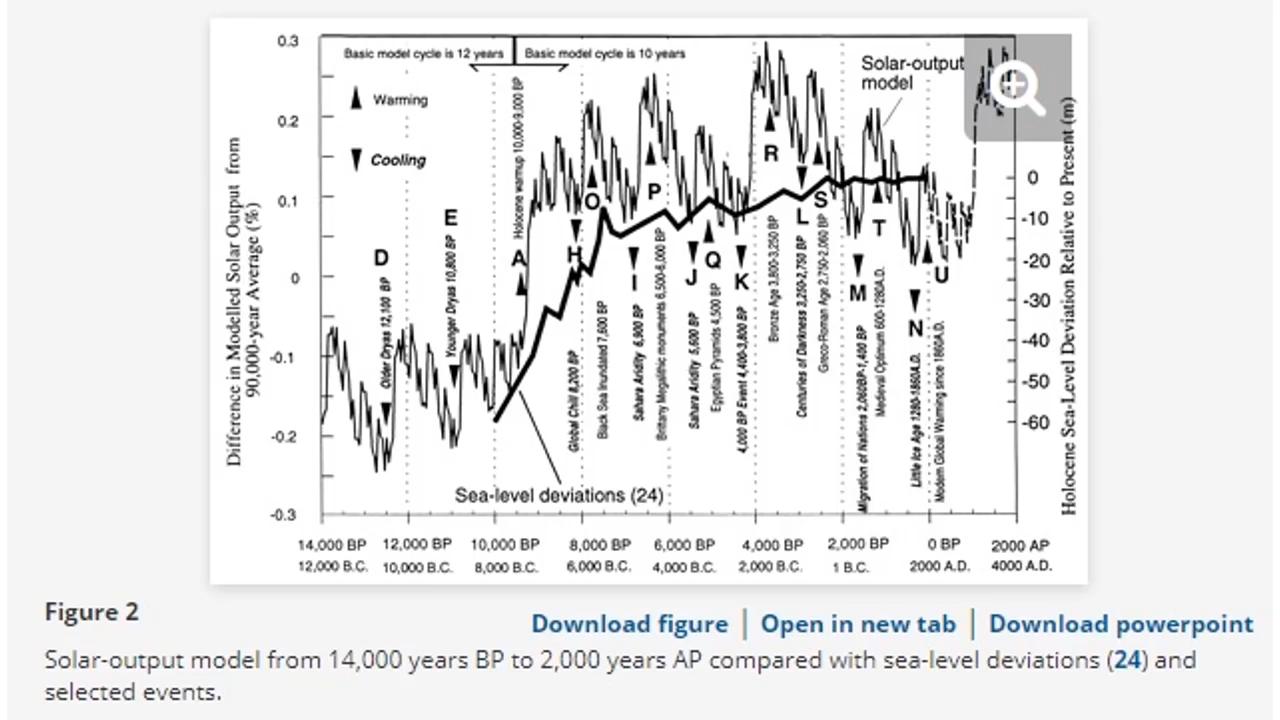 0.3
0.2
0.1
0
-0.1
-0.2
-0.3
Difference in Modelled Solar Output from
90,000-year Average (%)
Basic model cycle is 12 years
Basic model cycle is 10 years
Warming
Cooling
Solar-output
model
D
Older Dryas 12,100 BP
E
Younger Dryas 10,800 BP
A
Holocene warmup 10,000-9,000 BP
H
Global Chill 8,200 BP
O
Black Sea Inundated 7,600 BP
I
Sahara Aridity 6,900 BP
P
Brittany Megalithic monuments 6,500-6,000 BP
J
Sahara Aridity 5,600 BP
Q
Egyptian Pyramids 4,500 BP
K
4,000 BP Event 4,400-3,800 BP
R
Bronze Age 3,800-3,250 BP
L
Centuries of Darkness 3,250-2,750 BP
S
Greco-Roman Age 2,750-2,060 BP
M
Migration of Nations 2,060BP-1,400 BP
T
Medieval Optimum 600-1280A.D.
N
Little Ice Age 1280-1860A.D.
U
Modern Global Warming since 1860A.D.
Sea-level deviations (24)
0
-10
-20
-30
-40
-50
-60
Holocene Sea-Level Deviation Relative to Present (m)
14,000 BP 12,000 BP 10,000 BP 8,000 BP 6,000 BP 4,000 BP 2,000 BP 0 BP 2000 AP
12,000 B.C. 10,000 B.C. 8,000 B.C. 6,000 B.C. 4,000 B.C. 2,000 B.C. 1 B.C. 2000 A.D. 4000 A.D.
Figure 2
Download figure | Open in new tab | Download powerpoint
Solar-output model from 14,000 years BP to 2,000 years AP compared with sea-level deviations (24) and
selected events.